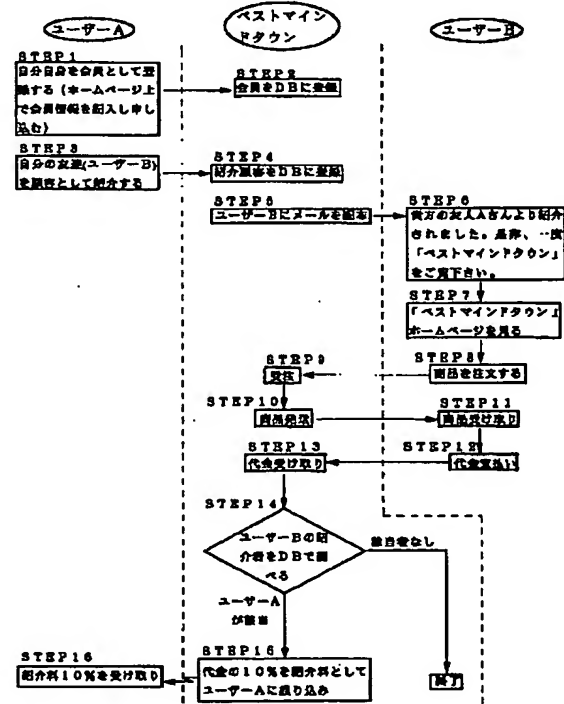 ユーザーA
ベストマインドタウン
ユーザーB
STEP1
自分自身を会員として登
録する(ホームページ上
で会員情報を記入し申し
込む)
STEP2
会員をDBに登録
STEP3
自分の友達(ユーザーB)
を顧客として紹介する
STEP4
紹介顧客をDBに登録
STEP5
ユーザーBにメールを配布
STEP6
貴方の友人Aさんより紹介
されました。是非、一度
「ベストマインドタウン」
をご覧下さい。
STEP7
「ベストマインドタウン」
ホームページを見る
STEP8
商品を注文する
STEP9
受注
STEP10
商品発送
STEP11
商品受け取り
STEP12
代金支払い
STEP13
代金受け取り
STEP14
ユーザーBの紹
介者をDBで調
べる
該当者なし
ユーザーA
が該当
STEP16
代金の10%を紹介料として
ユーザーAに振り込み
STEP16
紹介料10%を受け取り
終了